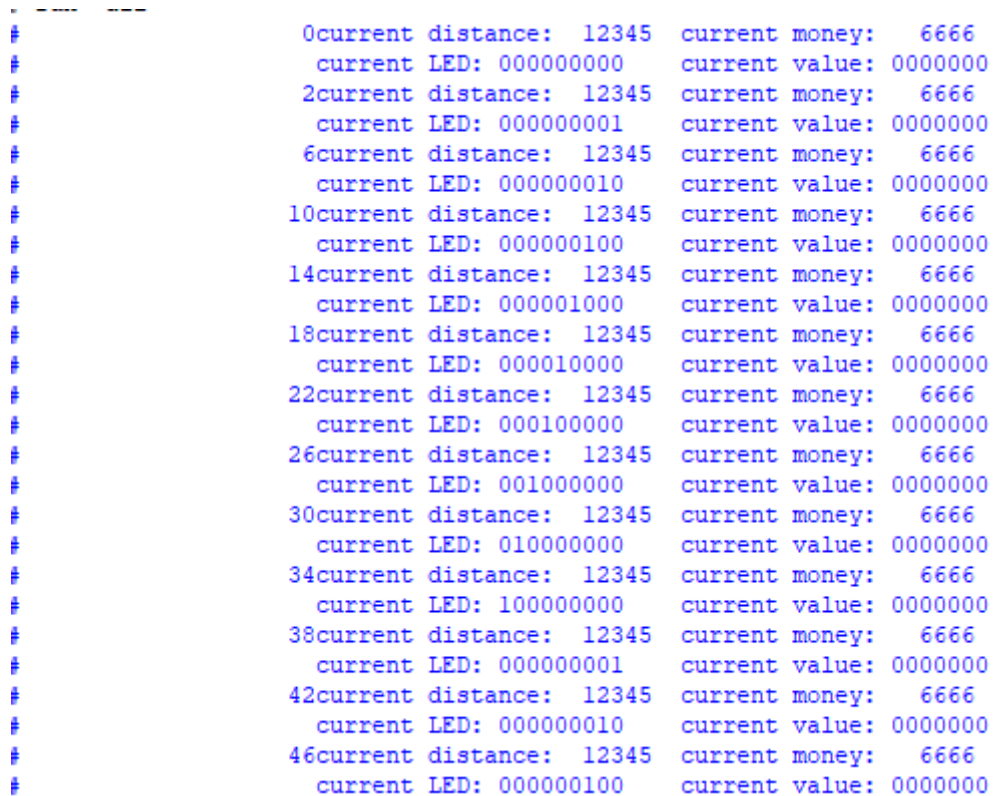 # 0current distance: 12345 current money: 6666
# current LED: 000000000 current value: 0000000
# 2current distance: 12345 current money: 6666
# current LED: 000000001 current value: 0000000
# 6current distance: 12345 current money: 6666
# current LED: 000000010 current value: 0000000
# 10current distance: 12345 current money: 6666
# current LED: 000000100 current value: 0000000
# 14current distance: 12345 current money: 6666
# current LED: 000001000 current value: 0000000
# 18current distance: 12345 current money: 6666
# current LED: 000010000 current value: 0000000
# 22current distance: 12345 current money: 6666
# current LED: 000100000 current value: 0000000
# 26current distance: 12345 current money: 6666
# current LED: 001000000 current value: 0000000
# 30current distance: 12345 current money: 6666
# current LED: 010000000 current value: 0000000
# 34current distance: 12345 current money: 6666
# current LED: 100000000 current value: 0000000
# 38current distance: 12345 current money: 6666
# current LED: 000000001 current value: 0000000
# 42current distance: 12345 current money: 6666
# current LED: 000000010 current value: 0000000
# 46current distance: 12345 current money: 6666
# current LED: 000000100 current value: 0000000